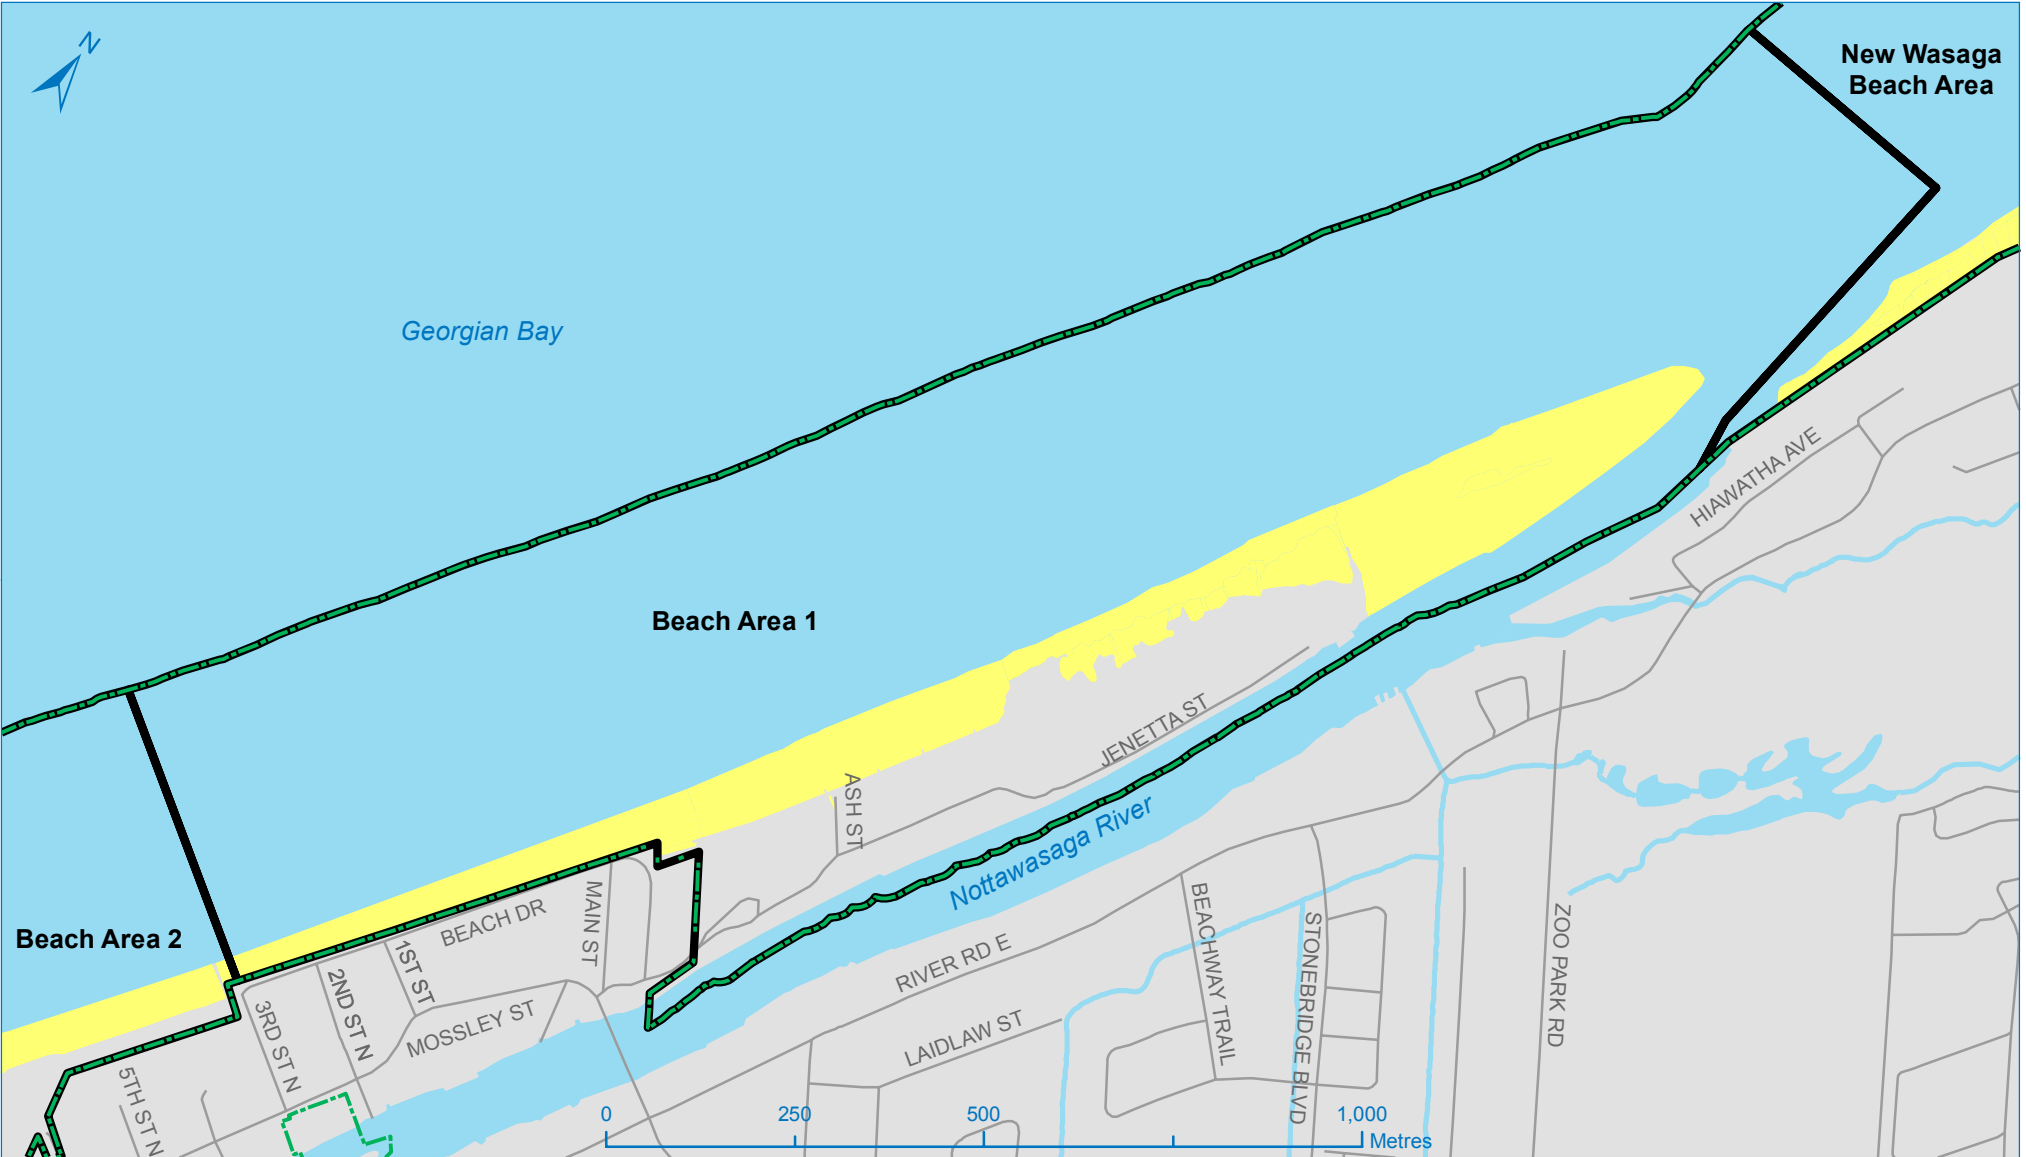 N
New Wasaga
Beach Area
Georgian Bay
HIAWATHA AVE
Beach Area 1
JENETTA ST
ASH ST
Nottawasaga River
Beach Area 2
BEACH DR
MAIN ST
1ST ST
2ND ST N
3RD ST N
5TH ST N
MOSSLEY ST
RIVER RD E
LAIDLAW ST
BEACHWAY TRAIL
STONEBRIDGE BLVD
ZOO PARK RD
0 250 500 1,000
Metres